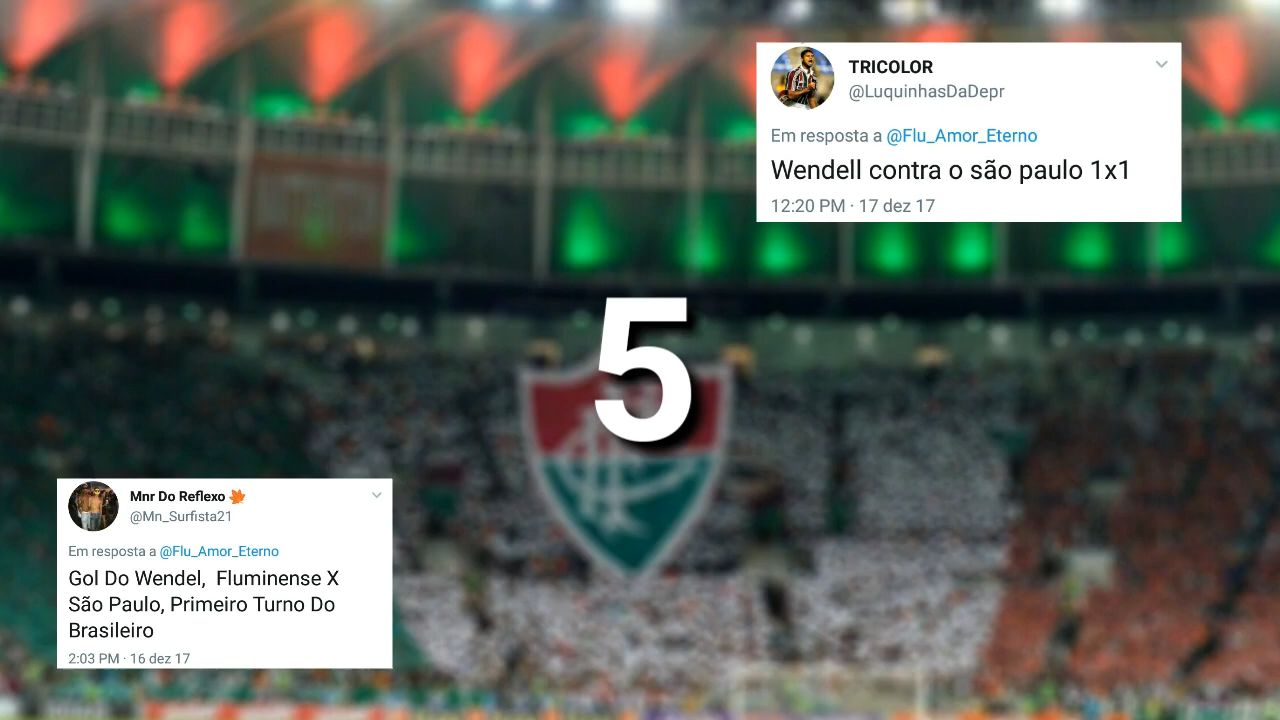 TRICOLOR
@LuquinhasDaDepr
Em resposta a @Flu_Amor_Eterno
Wendell contra o são paulo 1x1
12:20 PM · 17 dez 17
5
Mnr Do Reflexo 🍁
@Mn_Surfista21
Em resposta a @Flu_Amor_Eterno
Gol Do Wendel, Fluminense X
São Paulo, Primeiro Turno Do
Brasileiro
2:03 PM · 16 dez 17